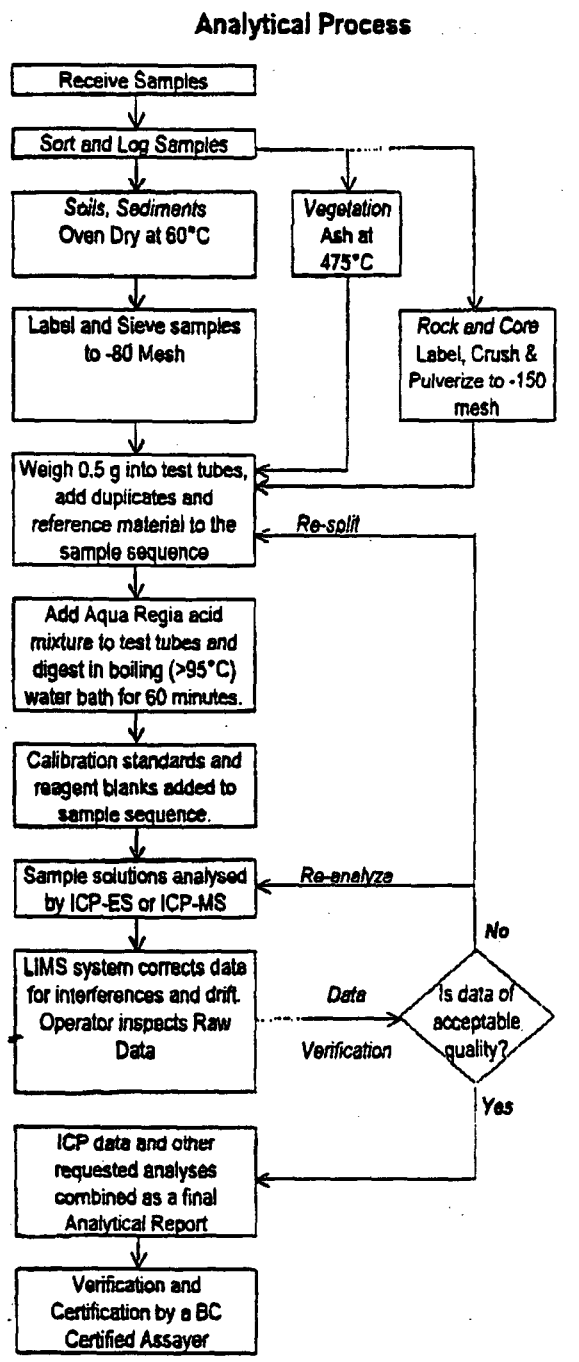 Analytical Process
Receive Samples
Sort and Log Samples
Soils, Sediments
Oven Dry at 60°C
Vegetation
Ash at
475°C
Label and Sieve samples
to -80 Mesh
Rock and Core
Label, Crush &
Pulverize to -150
mesh
Weigh 0.5 g into test tubes,
add duplicates and
reference material to the
sample sequence
Re-split
Add Aqua Regia acid
mixture to test tubes and
digest in boiling (>95°C)
water bath for 60 minutes.
Calibration standards and
reagent blanks added to
sample sequence.
Sample solutions analysed
by ICP-ES or ICP-MS
Re-analyze
No
LIMS system corrects data
for interferences and drift.
Operator inspects Raw
Data
Data
Verification
Is data of
acceptable
quality?
Yes
ICP data and other
requested analyses
combined as a final
Analytical Report
Verification and
Certification by a BC
Certified Assayer